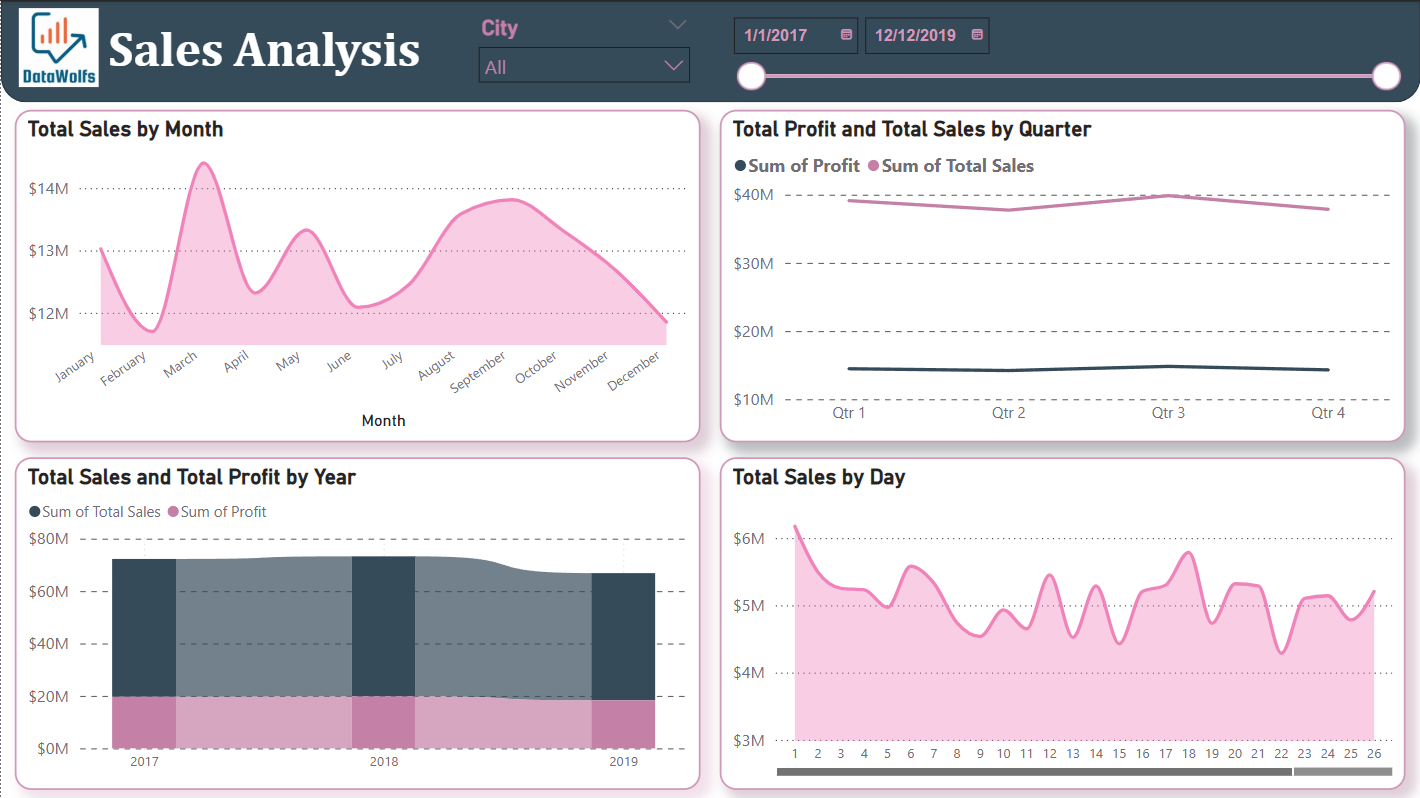 DataWolfs
Sales Analysis
City
All
1/1/2017
12/12/2019
Total Sales by Month
$14M
$13M
$12M
January
February
March
April
May
June
July
August
September
October
November
December
Month
Total Profit and Total Sales by Quarter
Sum of Profit Sum of Total Sales
$40M
$30M
$20M
$10M
Qtr 1 Qtr 2 Qtr 3 Qtr 4
Total Sales and Total Profit by Year
Sum of Total Sales Sum of Profit
$80M
$60M
$40M
$20M
$0M
2017 2018 2019
Total Sales by Day
$6M
$5M
$4M
$3M
1 2 3 4 5 6 7 8 9 10 11 12 13 14 15 16 17 18 19 20 21 22 23 24 25 26